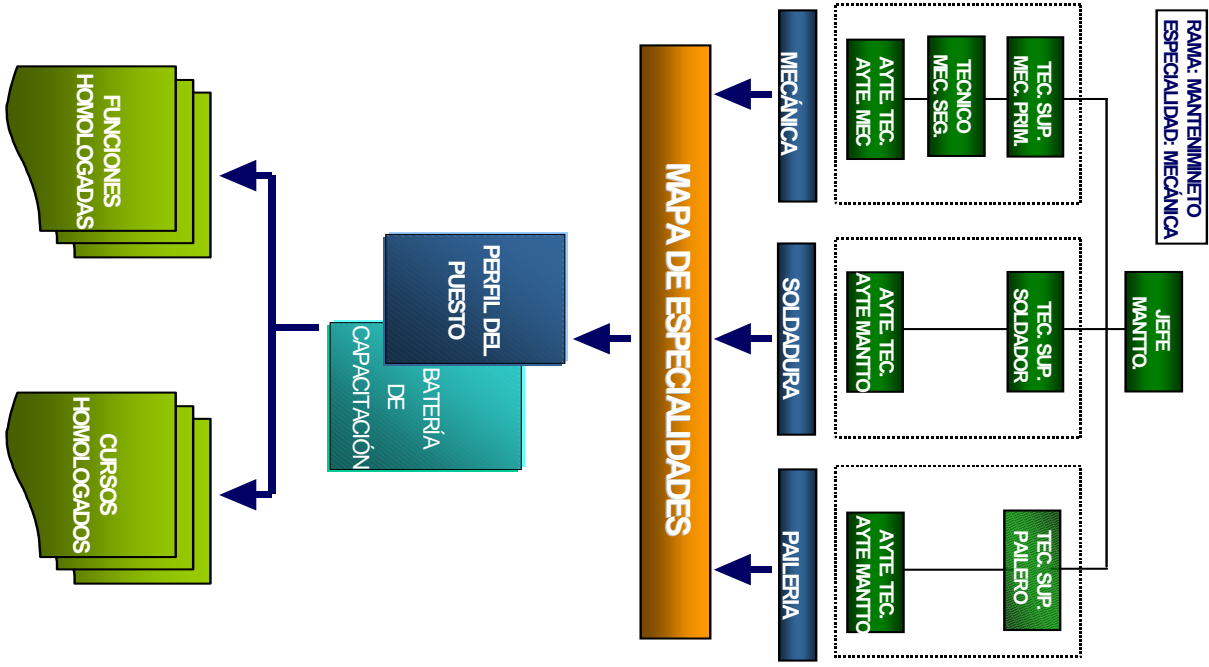 RAMA: MANTENIMINETO
ESPECIALIDAD: MECÁNICA
JEFE
MANTTO.
TEC. SUP.
MEC. PRIM.
TECNICO
MEC. SEG.
AYTE. TEC.
AYTE. MEC
TEC. SUP.
SOLDADOR
AYTE. TEC.
AYTE MANTTO
TEC. SUP.
PAILERO
AYTE. TEC.
AYTE MANTTO
MECÁNICA
SOLDADURA
PAILERIA
MAPA DE ESPECIALIDADES
PERFIL DEL
PUESTO
BATERÍA
DE
CAPACITACIÓN
FUNCIONES
HOMOLOGADAS
CURSOS
HOMOLOGADOS